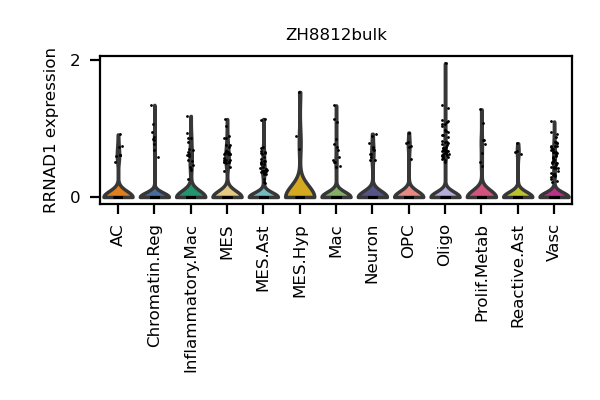 ZH8812bulk
RRNAD1 expression
2
0
AC
Chromatin.Reg
Inflammatory.Mac
MES
MES.Ast
MES.Hyp
Mac
Neuron
OPC
Oligo
Prolif.Metab
Reactive.Ast
Vasc